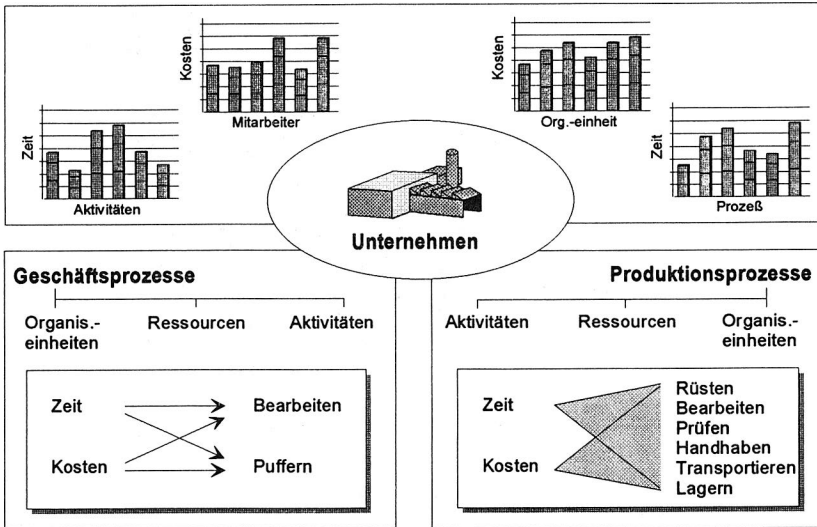 Kosten
Mitarbeiter
Kosten
Org.-einheit
Zeit
Aktivitäten
Zeit
Prozeß
Unternehmen
Geschäftsprozesse
Organis.-
einheiten
Ressourcen
Aktivitäten
Zeit
Bearbeiten
Kosten
Puffern
Produktionsprozesse
Aktivitäten
Ressourcen
Organis.-
einheiten
Zeit
Kosten
Rüsten
Bearbeiten
Prüfen
Handhaben
Transportieren
Lagern